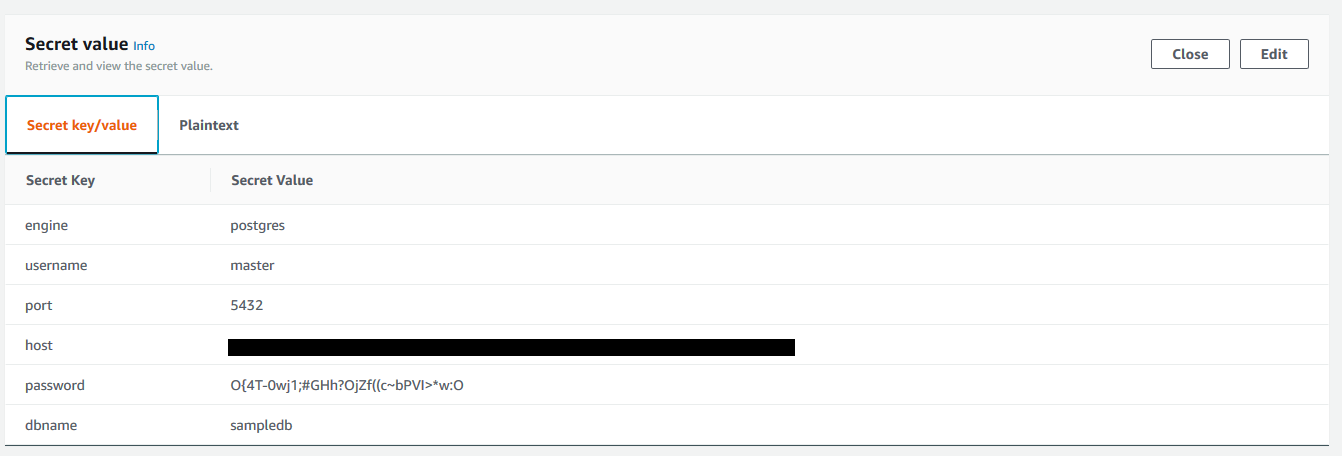 Secret value Info
Retrieve and view the secret value.
Close
Edit
Secret key/value
Plaintext
Secret Key
Secret Value
engine
postgres
username
master
port
5432
host
password
O{4T-0wj1;#GHh?OjZf((c~bPVI>*w:O
dbname
sampledb